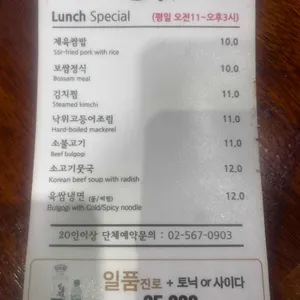 Lunch Special (평일 오전11~오후3시)
제육쌈밥 10.0
Stir-fried pork with rice
보쌈정식 10.0
Bossam meal
김치찜 11.0
Steamed kimchi
낙위고등어조림 11.0
Hard-boiled mackerel
소불고기 11.0
Beef bulgogi
소고기뭇국 12.0
Korean beef soup with radish
육쌈냉면 (물/비빔) 12.0
Bulgogi with Cold/Spicy noodle
20인이상 단체예약문의 : 02-567-0903
일품진로 + 토닉 or 사이다